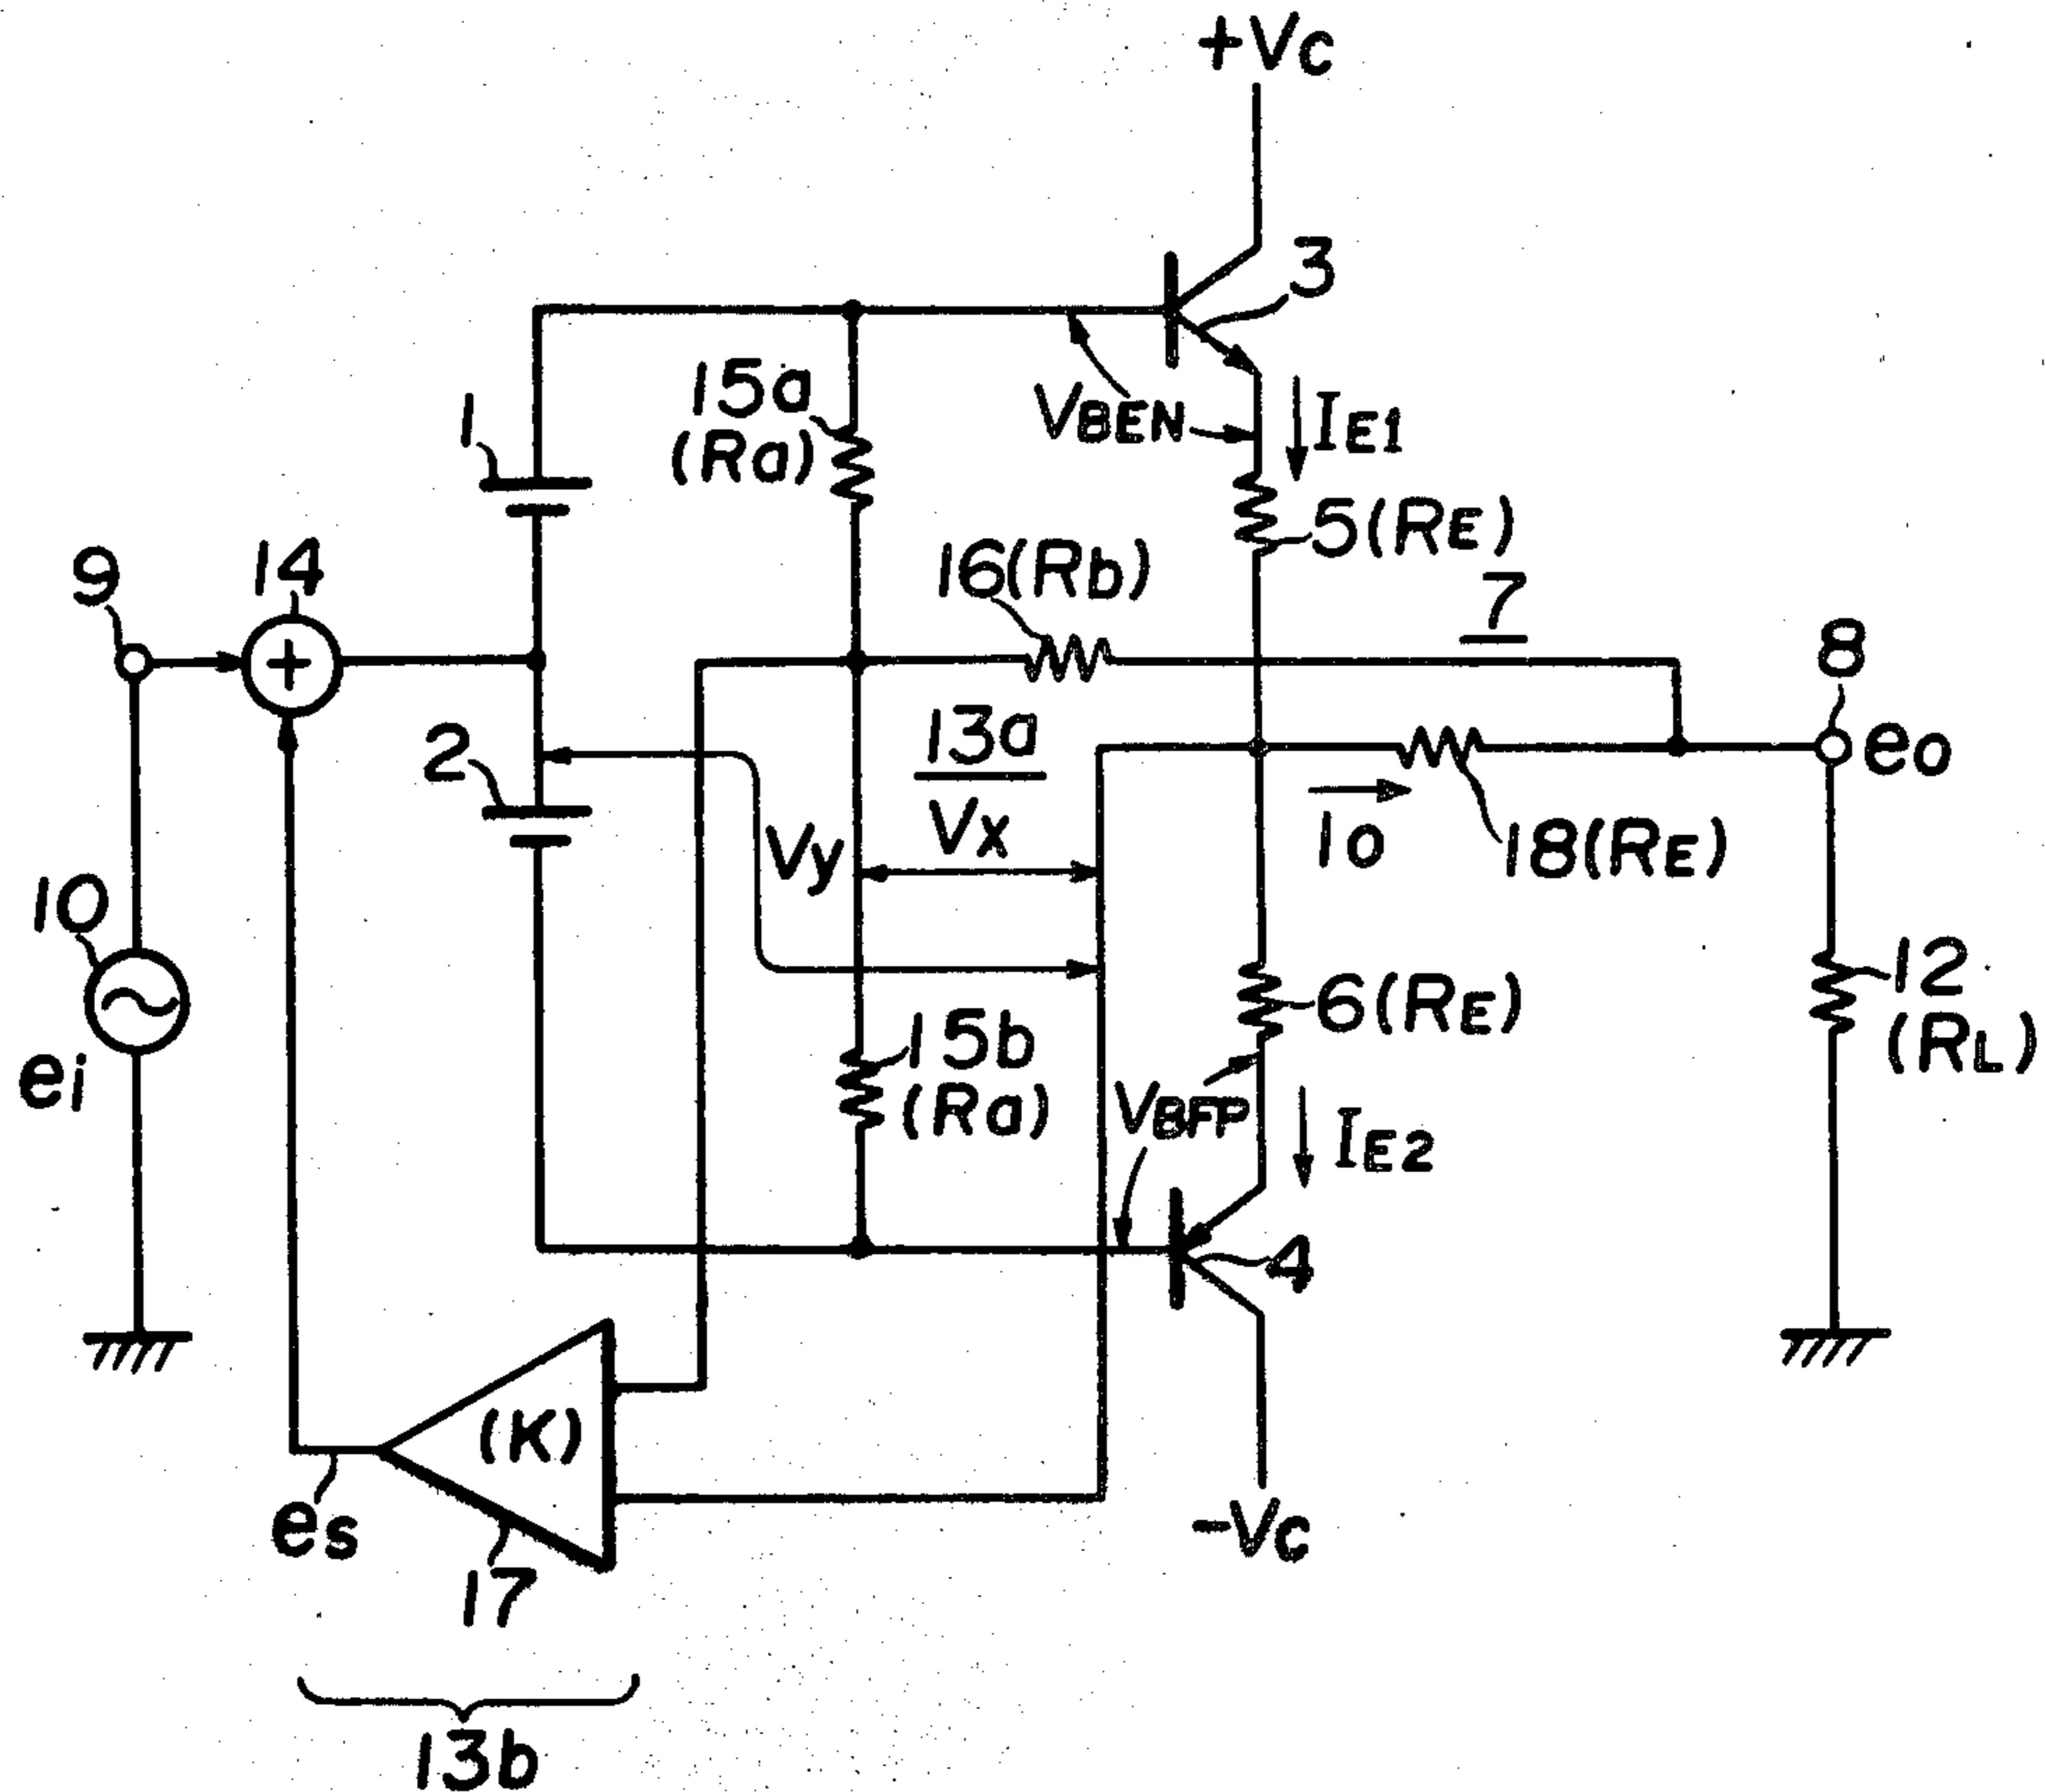 +Vc
3
15a
(Ra)
1
VBEN
IE1
5(RE)
9
14
16(Rb)
7
8
2
13a
Vx
Vy
eo
Io
18(RE)
10
ei
6(RE)
12
(RL)
15b
(Ra)
VBFP
IE2
4
(K)
es
17
-Vc
13b